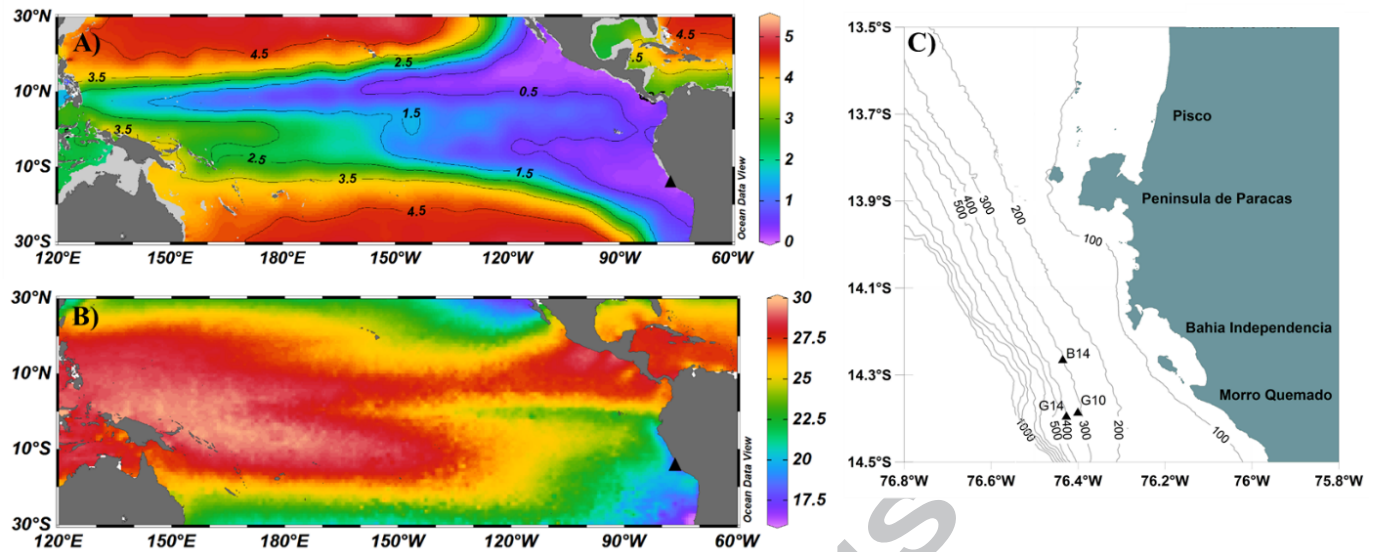 A)
30°N
10°N
10°S
30°S
120°E 150°E 180°E 150°W 120°W 90°W 60°W
4.5
2.5
3.5
0.5
1.5
3.5
2.5
1.5
3.5
4.5
4.5
.5
5
4
3
2
1
0
Ocean Data View
B)
30°N
10°N
10°S
30°S
120°E 150°E 180°E 150°W 120°W 90°W 60°W
30
27.5
25
22.5
20
17.5
Ocean Data View
C)
13.5°S
13.7°S
13.9°S
14.1°S
14.3°S
14.5°S
76.8°W 76.6°W 76.4°W 76.2°W 76°W 75.8°W
Pisco
Peninsula de Paracas
Bahia Independencia
Morro Quemado
500
400
300
200
100
B14
G14
G10
1000
500
400
300
200
100